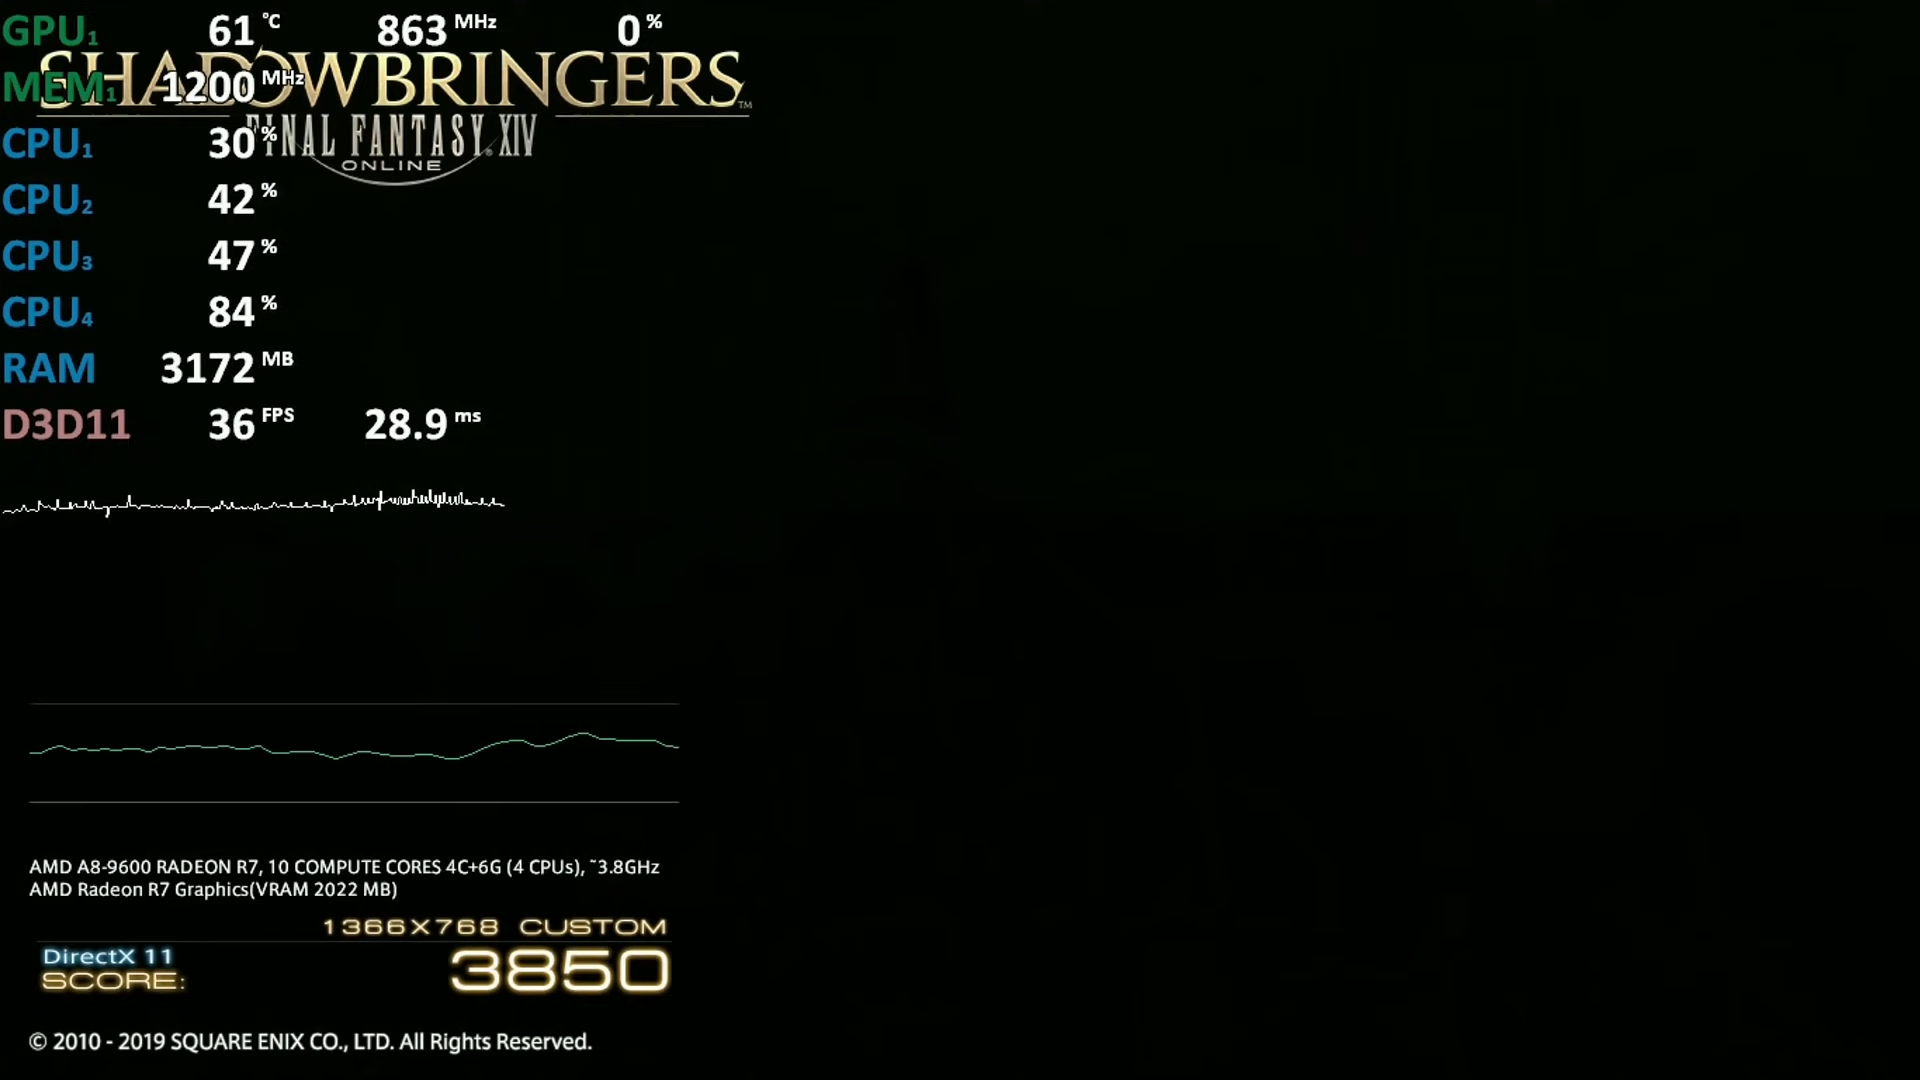 GPU1 61 °C 863 MHz 0 %
SHADOWBRINGERS™
MEM1 1200 MHz
FINAL FANTASY® XIV
ONLINE
CPU1 30 %
CPU2 42 %
CPU3 47 %
CPU4 84 %
RAM 3172 MB
D3D11 36 FPS 28.9 ms
AMD A8-9600 RADEON R7, 10 COMPUTE CORES 4C+6G (4 CPUs), ~3.8GHz
AMD Radeon R7 Graphics(VRAM 2022 MB)
1366X768 CUSTOM
DirectX 11
SCORE: 3850
© 2010 - 2019 SQUARE ENIX CO., LTD. All Rights Reserved.